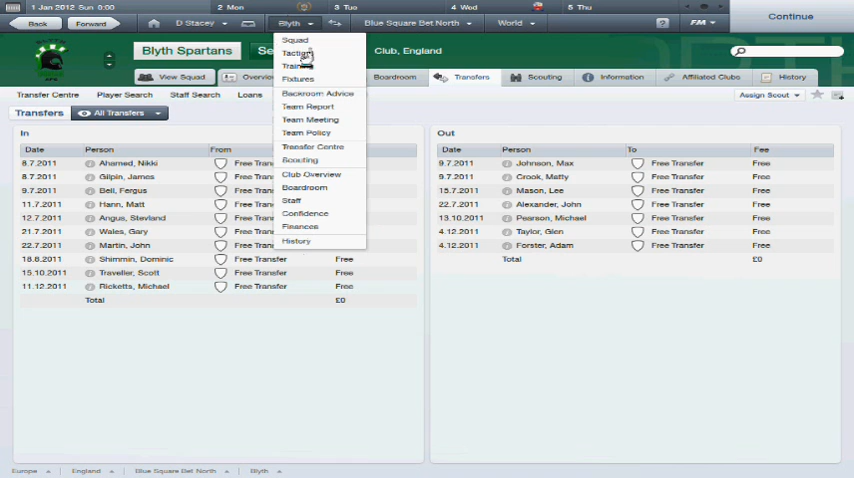 1 Jan 2012 Sun 0:00 2 Mon 3 Tue 4 Wed 5 Thu
Back Forward D Stacey Blyth Blue Square Bet North World ? FM Continue
Blyth Spartans Club, England
View Squad Boardroom Transfers Scouting Information Affiliated Clubs History
Transfer Centre Player Search Staff Search Loans Assign Scout
Transfers All Transfers
Squad
Tactics
Training
Fixtures
Backroom Advice
Team Report
Team Meeting
Team Policy
Transfer Centre
Scouting
Club Overview
Boardroom
Staff
Confidence
Finances
History
In
Date Person From
8.7.2011 Ahamed, Nikki Free
8.7.2011 Gilpin, James Free
9.7.2011 Bell, Fergus Free
11.7.2011 Hann, Matt Free
12.7.2011 Angus, Stevland Free
21.7.2011 Wales, Gary Free
22.7.2011 Martin, John Free
18.8.2011 Shimmin, Dominic Free Transfer Free
15.10.2011 Traveller, Scott Free Transfer Free
11.12.2011 Ricketts, Michael Free Transfer Free
Total £0
Out
Date Person To Fee
9.7.2011 Johnson, Max Free Transfer Free
9.7.2011 Crook, Matty Free Transfer Free
15.7.2011 Mason, Lee Free Transfer Free
22.7.2011 Alexander, John Free Transfer Free
13.10.2011 Pearson, Michael Free Transfer Free
4.12.2011 Taylor, Glen Free Transfer Free
4.12.2011 Forster, Adam Free Transfer Free
Total £0
Europe England Blue Square Bet North Blyth